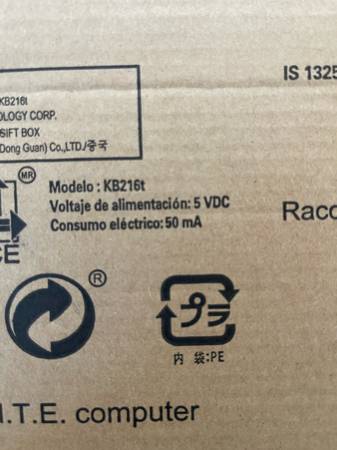 IS 1325
KB216t
OLOGY CORP.
SIFT BOX
(Dong Guan) Co.,LTD./중국
MR
Modelo : KB216t
Voltaje de alimentación: 5 VDC
Consumo eléctrico: 50 mA
Racc
CE
®
プラ
内 袋:PE
I.T.E. computer